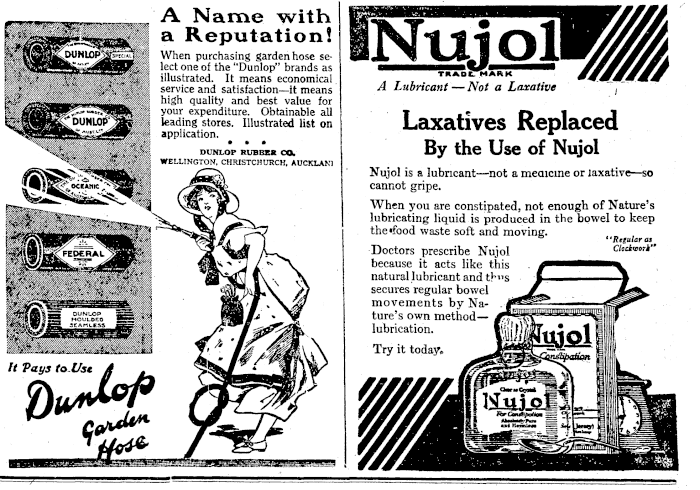 A Name with
a Reputation!
When purchasing garden hose se-
lect one of the "Dunlop" brands as
illustrated. It means economical
service and satisfaction—it means
high quality and best value for
your expenditure. Obtainable all
leading stores. Illustrated list on
application.
DUNLOP RUBBER CO.
WELLINGTON, CHRISTCHURCH, AUCKLAND
DUNLOP
SPECIAL
DUNLOP
OCEANIC
FEDERAL
DUNLOP
MOULDED
SEAMLESS
It Pays to Use
Dunlop
Garden
Hose
Nujol
TRADE MARK
A Lubricant—Not a Laxative
Laxatives Replaced
By the Use of Nujol
Nujol is a lubricant—not a medicine or laxative—so
cannot gripe.
When you are constipated, not enough of Nature's
lubricating liquid is produced in the bowel to keep
the food waste soft and moving.
"Regular as
Clockwork"
Doctors prescribe Nujol
because it acts like this
natural lubricant and thus
secures regular bowel
movements by Na-
ture's own method—
lubrication.
Try it today.
Nujol
Constipation
Clear as Crystal
Nujol
For Constipation
Absolutely Pure
and Harmless